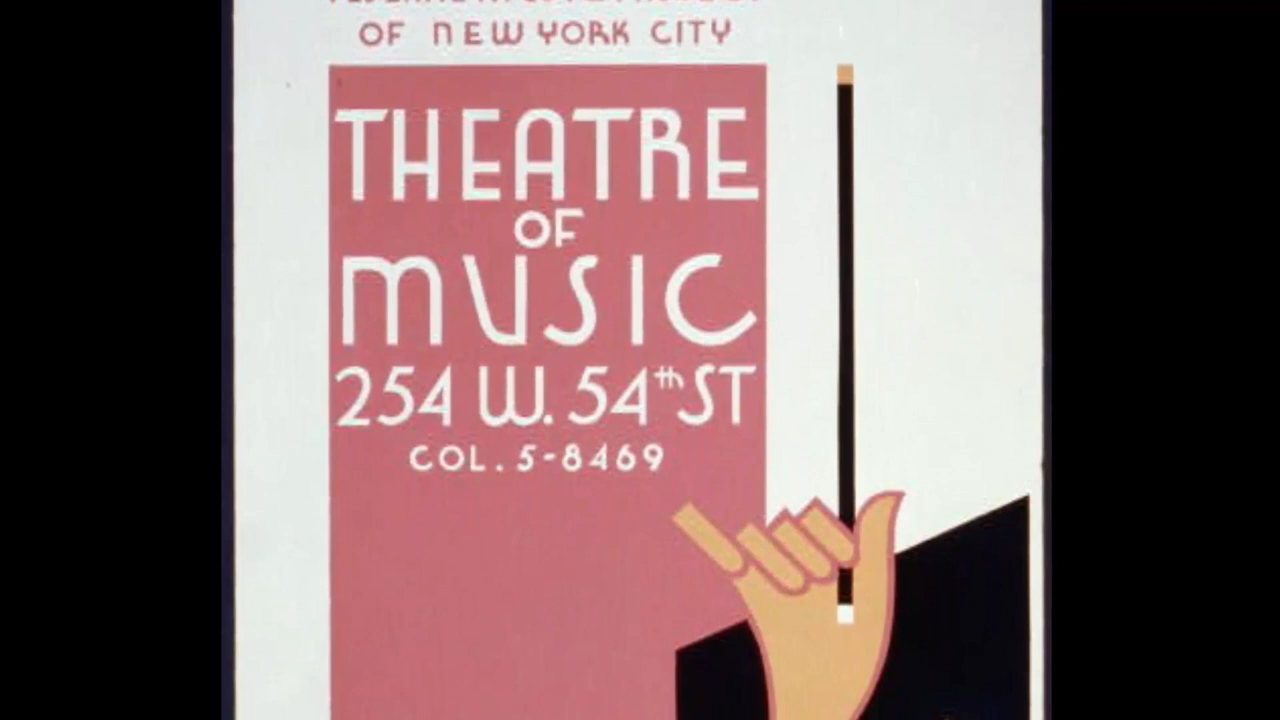 OF NEW YORK CITY
THEATRE
OF
MUSIC
254 W. 54th ST
COL. 5-8469